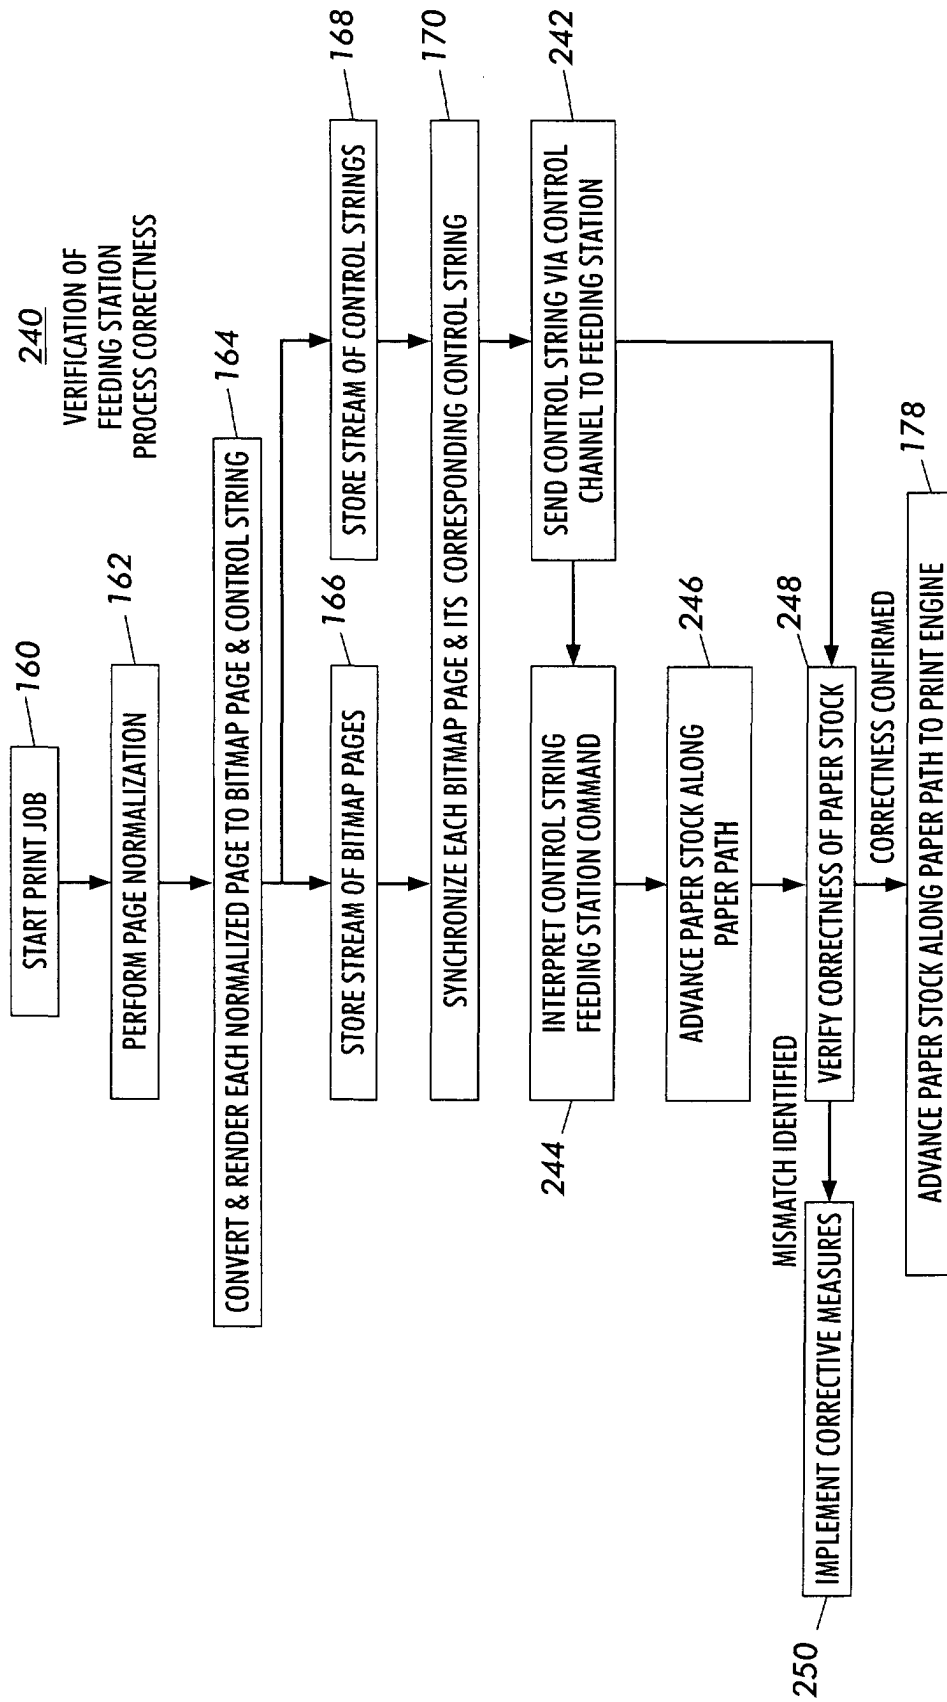 240
VERIFICATION OF
FEEDING STATION
PROCESS CORRECTNESS
START PRINT JOB
160
PERFORM PAGE NORMALIZATION
162
CONVERT & RENDER EACH NORMALIZED PAGE TO BITMAP PAGE & CONTROL STRING
164
STORE STREAM OF BITMAP PAGES
166
STORE STREAM OF CONTROL STRINGS
168
SYNCHRONIZE EACH BITMAP PAGE & ITS CORRESPONDING CONTROL STRING
170
SEND CONTROL STRING VIA CONTROL
CHANNEL TO FEEDING STATION
242
INTERPRET CONTROL STRING
FEEDING STATION COMMAND
244
ADVANCE PAPER STOCK ALONG
PAPER PATH
246
MISMATCH IDENTIFIED
VERIFY CORRECTNESS OF PAPER STOCK
248
IMPLEMENT CORRECTIVE MEASURES
250
CORRECTNESS CONFIRMED
ADVANCE PAPER STOCK ALONG PAPER PATH TO PRINT ENGINE
178